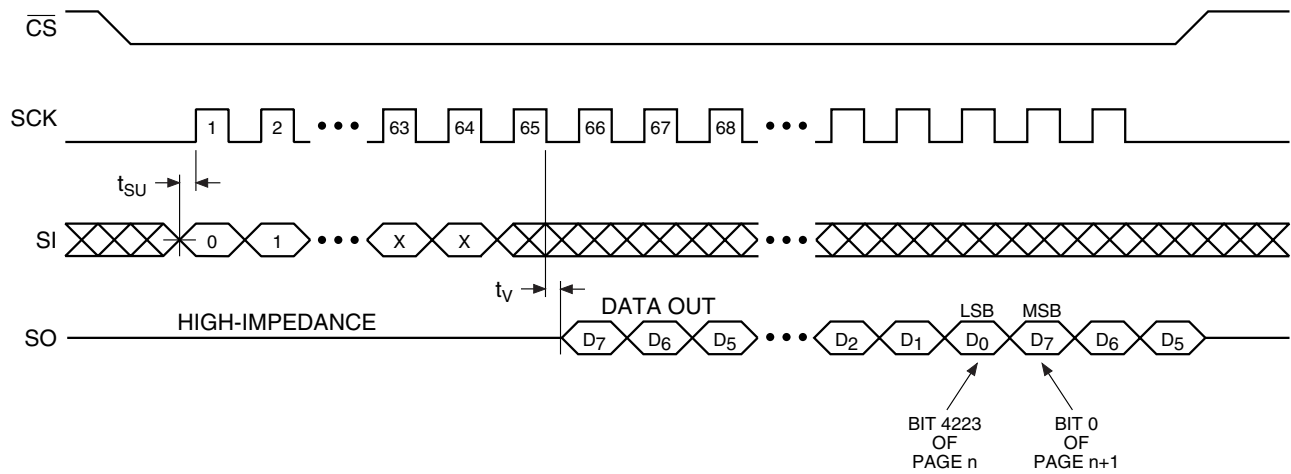 CS
SCK
1 2 ••• 63 64 65 66 67 68 •••
tSU
SI
0 1 ••• X X •••
tV
DATA OUT
HIGH-IMPEDANCE
LSB MSB
SO
D7 D6 D5 ••• D2 D1 D0 D7 D6 D5
BIT 4223
OF
PAGE n
BIT 0
OF
PAGE n+1